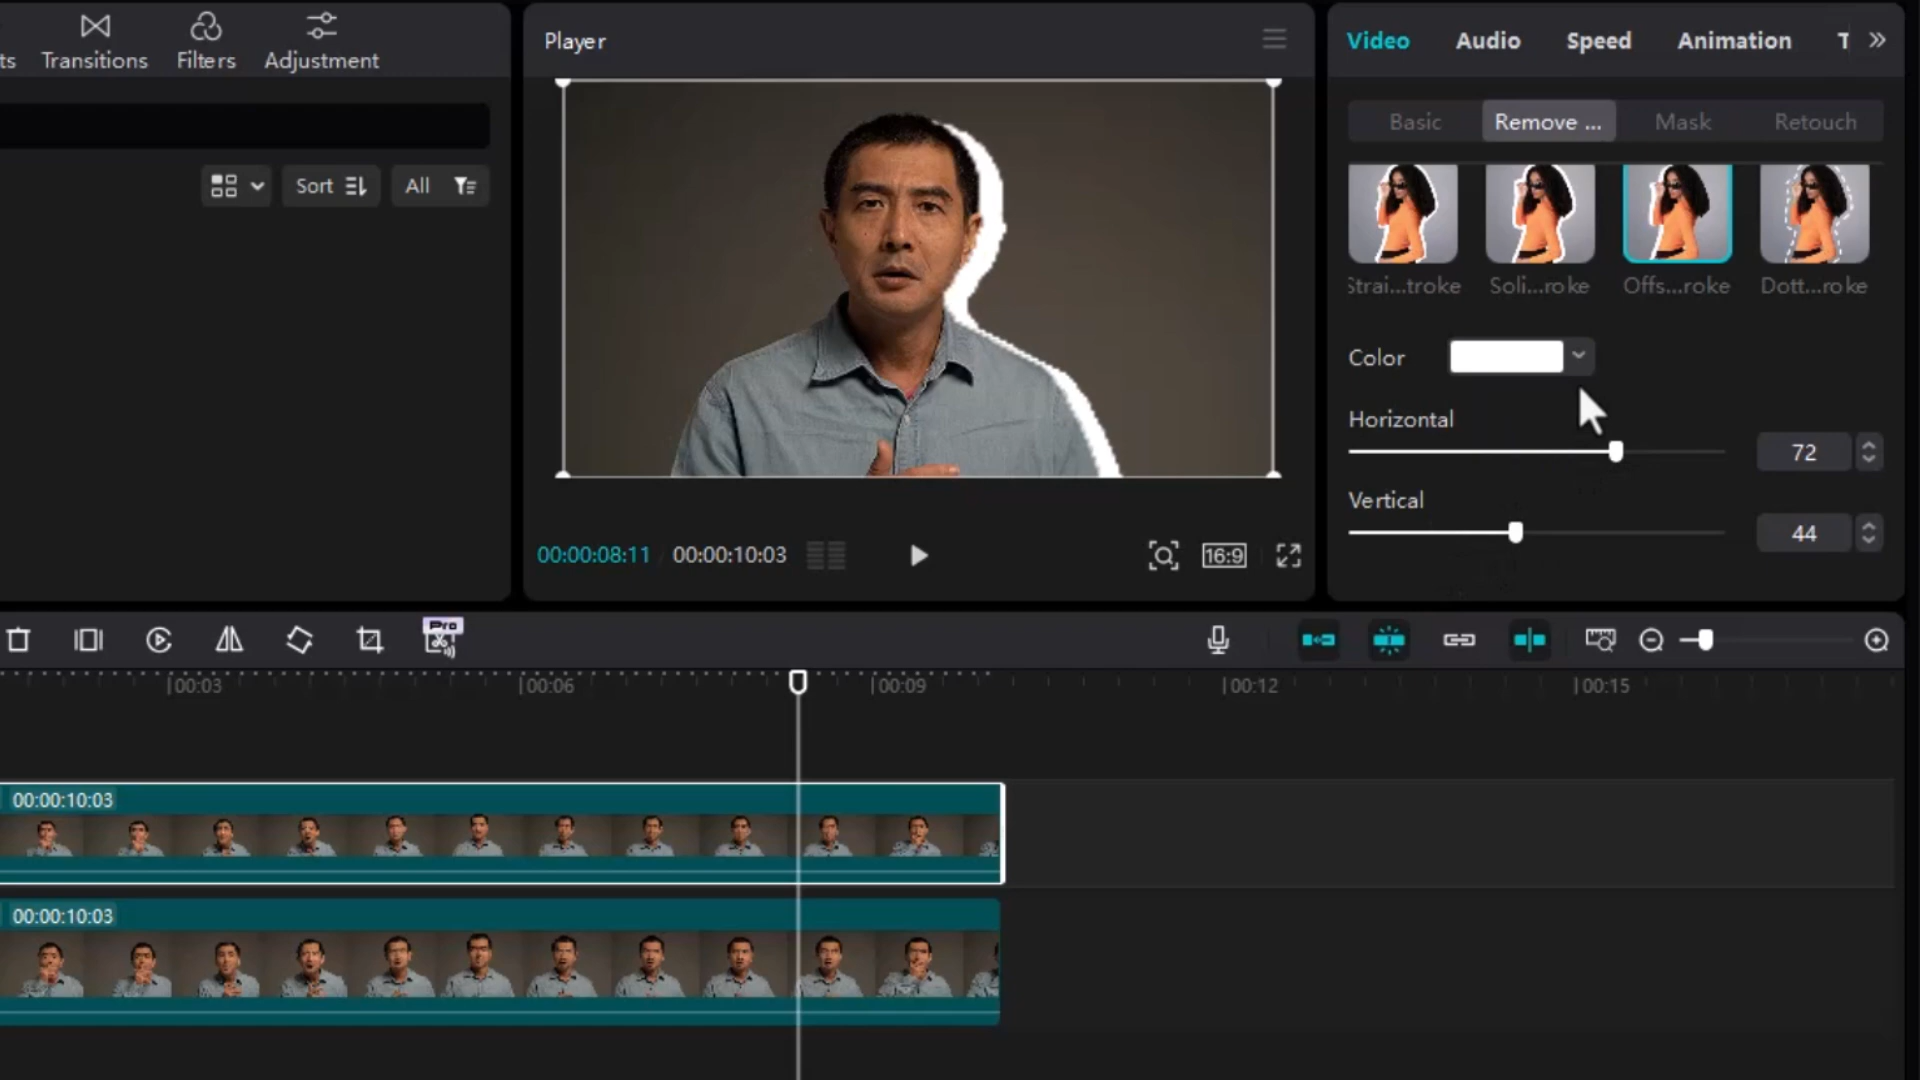 ts Transitions Filters Adjustment
Sort All
Player
00:00:08:11 00:00:10:03 16:9
Video Audio Speed Animation T
Basic Remove ... Mask Retouch
Strai...troke Soli...roke Offs...roke Dott...roke
Color
Horizontal
72
Vertical
44
Pro
00:03 00:06 00:09 00:12 00:15
00:00:10:03
00:00:10:03